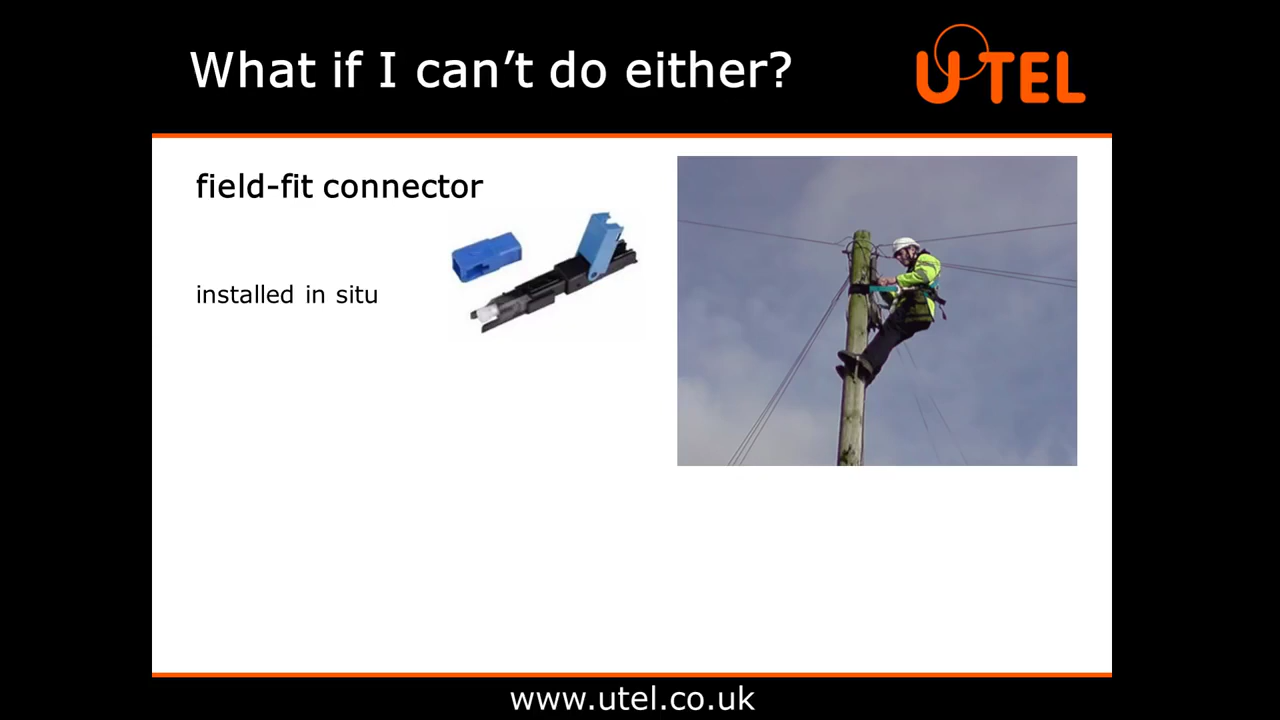 What if I can't do either?
UTEL
field-fit connector
installed in situ
www.utel.co.uk